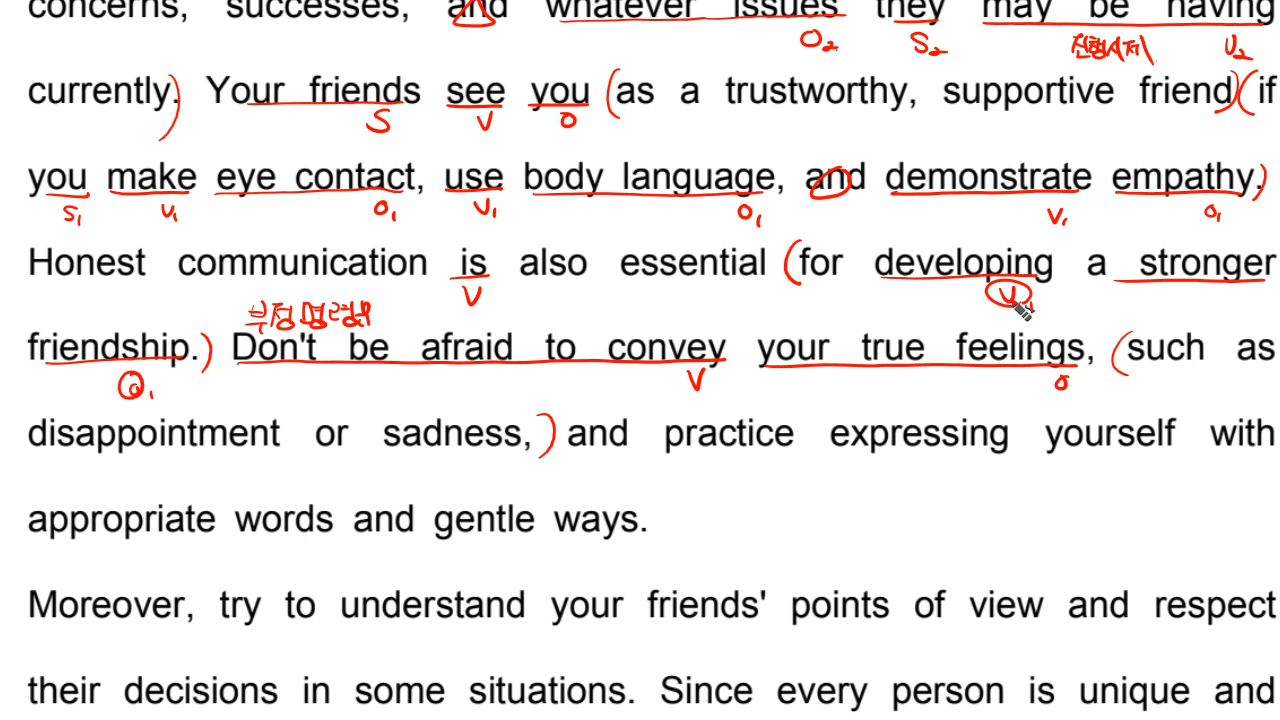 concerns, successes, and whatever issues they may be having
O₂ S₂ 진행시제 V₂
currently. Your friends see you (as a trustworthy, supportive friend)(if
S V O
you make eye contact, use body language, and demonstrate empathy.)
S₁ V₁ O₁ V₁ O₁ V₁ O₁
Honest communication is also essential (for developing a stronger
V V
부정명령문
friendship.) Don't be afraid to convey your true feelings, (such as
O₁ V O
disappointment or sadness,) and practice expressing yourself with
appropriate words and gentle ways.
Moreover, try to understand your friends' points of view and respect
their decisions in some situations. Since every person is unique and